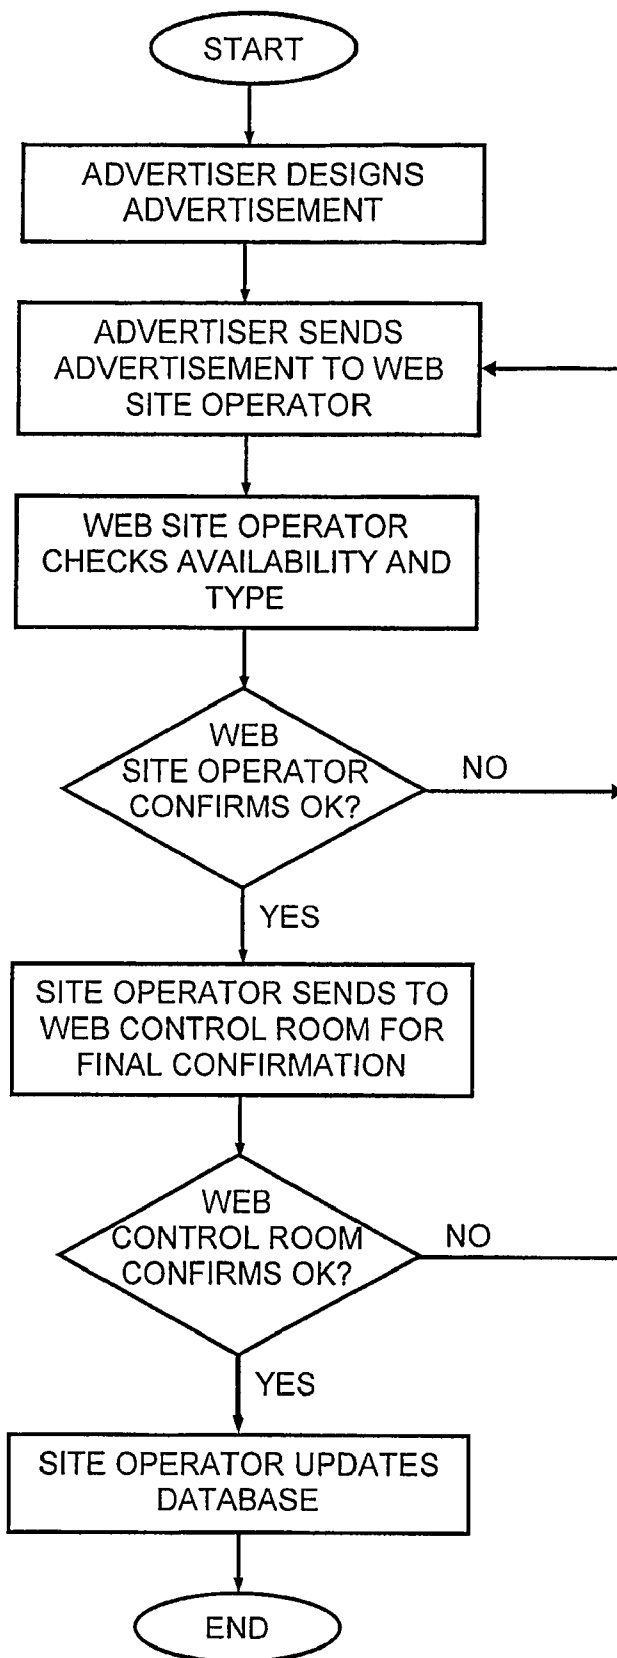 START
ADVERTISER DESIGNS
ADVERTISEMENT
ADVERTISER SENDS
ADVERTISEMENT TO WEB
SITE OPERATOR
WEB SITE OPERATOR
CHECKS AVAILABILITY AND
TYPE
WEB
SITE OPERATOR
CONFIRMS OK?
NO
YES
SITE OPERATOR SENDS TO
WEB CONTROL ROOM FOR
FINAL CONFIRMATION
WEB
CONTROL ROOM
CONFIRMS OK?
NO
YES
SITE OPERATOR UPDATES
DATABASE
END